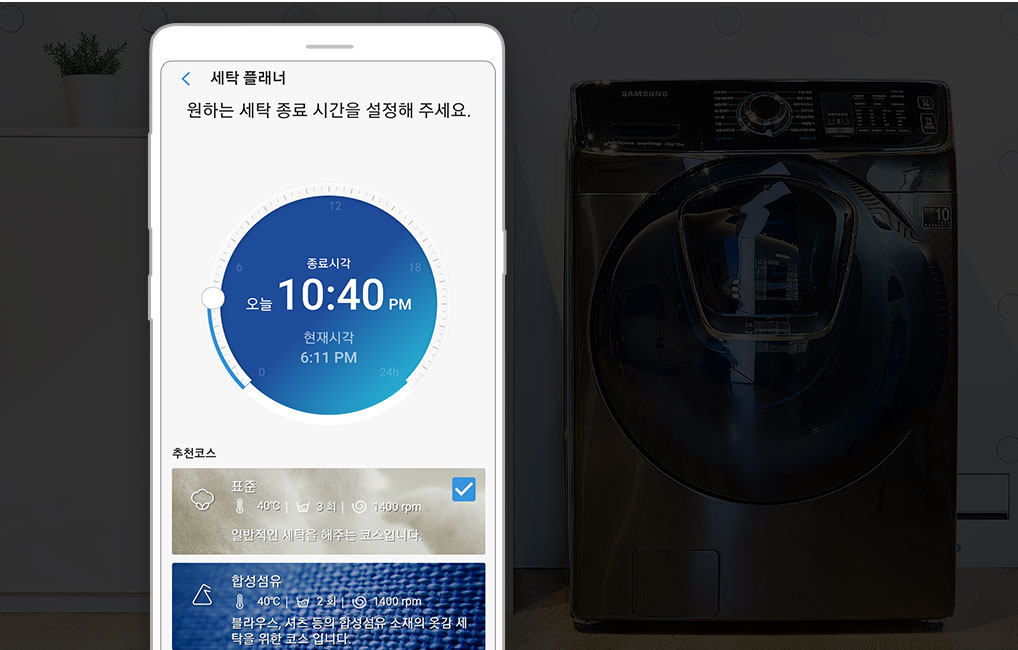 세탁 플래너
원하는 세탁 종료 시간을 설정해 주세요.
12
6
18
종료시각
오늘 10:40 PM
현재시각
6:11 PM
0
24h
추천코스
표준
40℃ | 3 회 | 1400 rpm
일반적인 세탁을 해주는 코스입니다.
합성섬유
40℃ | 2 회 | 1400 rpm
블라우스, 셔츠 등의 합성섬유 소재의 옷감 세
탁을 위한 코스 입니다.
SAMSUNG
10